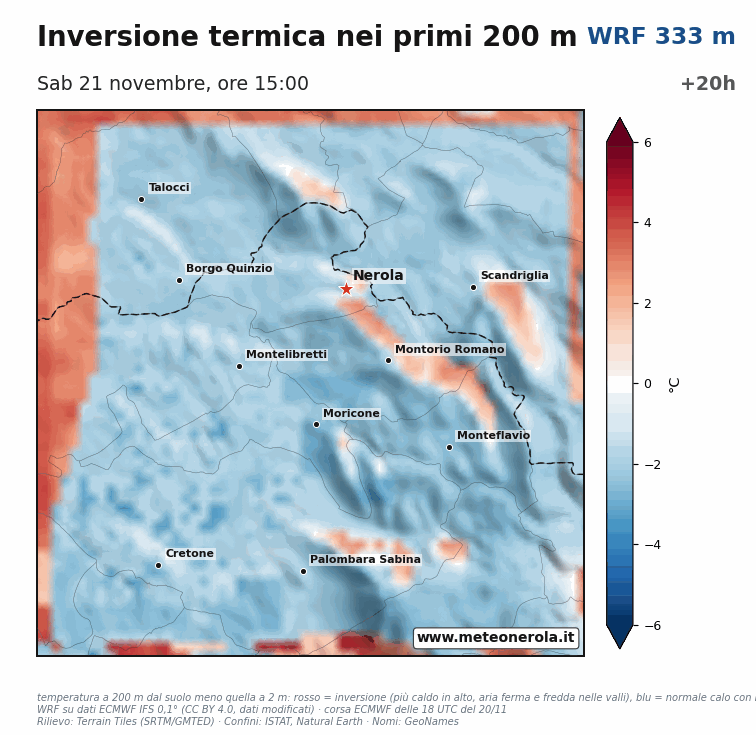 Inversione termica nei primi 200 m WRF 333 m
Sab 21 novembre, ore 15:00 +20h
Talocci
Borgo Quinzio
Nerola
Scandriglia
Montelibretti
Montorio Romano
Moricone
Monteflavio
Cretone
Palombara Sabina
www.meteonerola.it
6
4
2
0
−2
−4
−6
°C
temperatura a 200 m dal suolo meno quella a 2 m: rosso = inversione (più caldo in alto, aria ferma e fredda nelle valli), blu = normale calo con
WRF su dati ECMWF IFS 0,1° (CC BY 4.0, dati modificati) · corsa ECMWF delle 18 UTC del 20/11
Rilievo: Terrain Tiles (SRTM/GMTED) · Confini: ISTAT, Natural Earth · Nomi: GeoNames